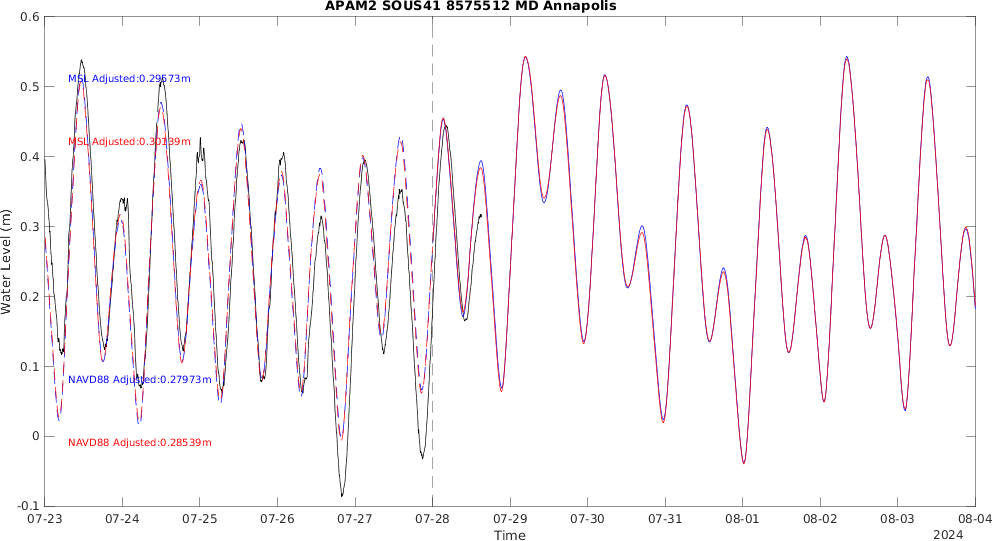 APAM2 SOUS41 8575512 MD Annapolis
0.6
0.5
0.4
0.3
0.2
0.1
0
-0.1
Water Level (m)
MSL Adjusted:0.29573m
MSL Adjusted:0.30139m
NAVD88 Adjusted:0.27973m
NAVD88 Adjusted:0.28539m
07-23 07-24 07-25 07-26 07-27 07-28 07-29 07-30 07-31 08-01 08-02 08-03 08-04
Time
2024